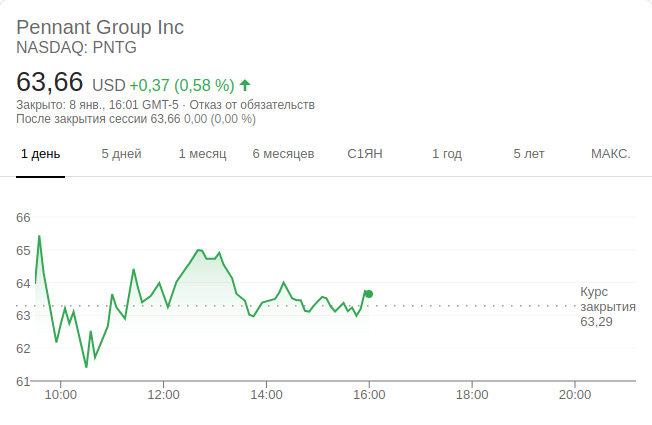 Pennant Group Inc
NASDAQ: PNTG
63,66 USD +0,37 (0,58 %)
Закрыто: 8 янв., 16:01 GMT-5 · Отказ от обязательств
После закрытия сессии 63,66 0,00 (0,00 %)
1 день 5 дней 1 месяц 6 месяцев С1ЯН 1 год 5 лет МАКС.
66
65
64
63
62
61
Курс
закрытия
63,29
10:00 12:00 14:00 16:00 18:00 20:00